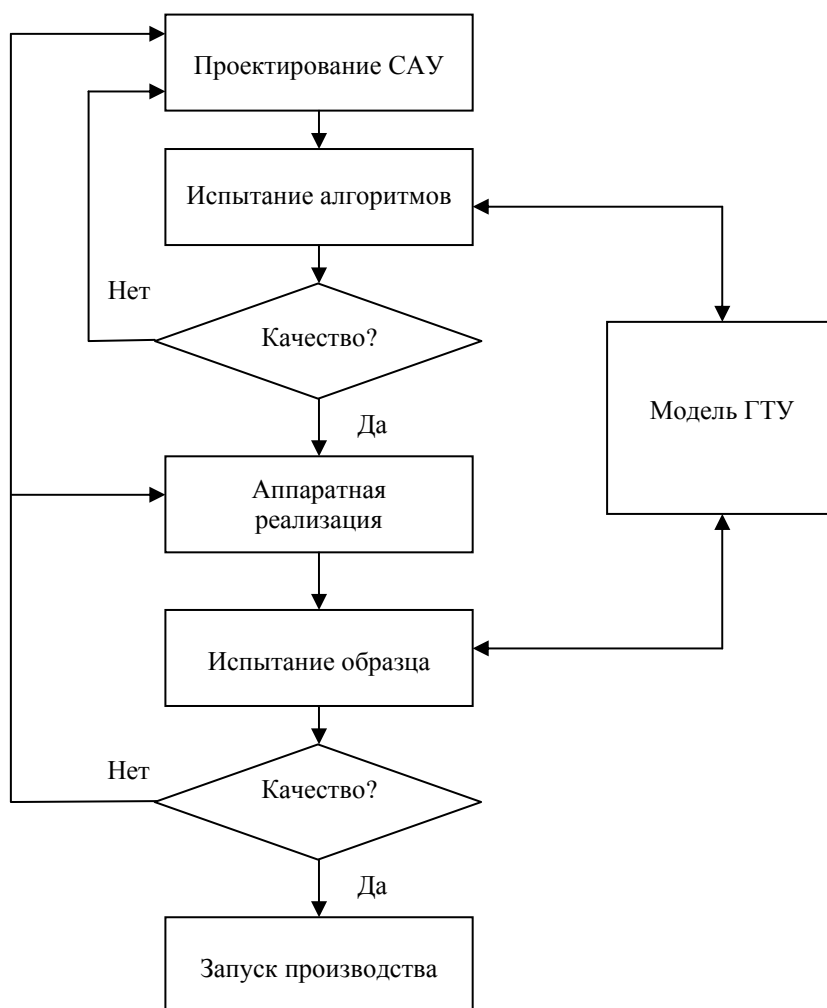 Проектирование САУ
Испытание алгоритмов
Нет
Качество?
Модель ГТУ
Да
Аппаратная
реализация
Испытание образца
Нет
Качество?
Да
Запуск производства